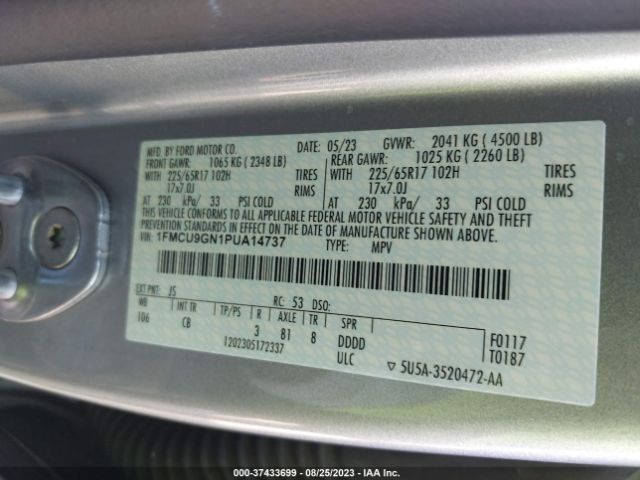 MFD. BY FORD MOTOR CO. DATE: 05/23 GVWR: 2041 KG ( 4500 LB)
FRONT GAWR: 1065 KG ( 2348 LB) REAR GAWR: 1025 KG ( 2260 LB)
WITH 225/65R17 102H TIRES WITH 225/65R17 102H TIRES
17x7.0J RIMS 17x7.0J RIMS
AT 230 kPa/ 33 PSI COLD AT 230 kPa/ 33 PSI COLD
THIS VEHICLE CONFORMS TO ALL APPLICABLE FEDERAL MOTOR VEHICLE SAFETY AND THEFT
PREVENTION STANDARDS IN EFFECT ON THE DATE OF MANUFACTURE SHOWN ABOVE.
VIN: 1FMCU9GN1PUA14737 TYPE: MPV
EXT PNT: JS RC: 53 DSO:
WB INT TR TP/PS R AXLE TR SPR F0117
106 CB 3 81 8 DDDD T0187
1202305172337 ULC 5U5A-3520472-AA
000-37433699 - 08/25/2023 - IAA Inc.